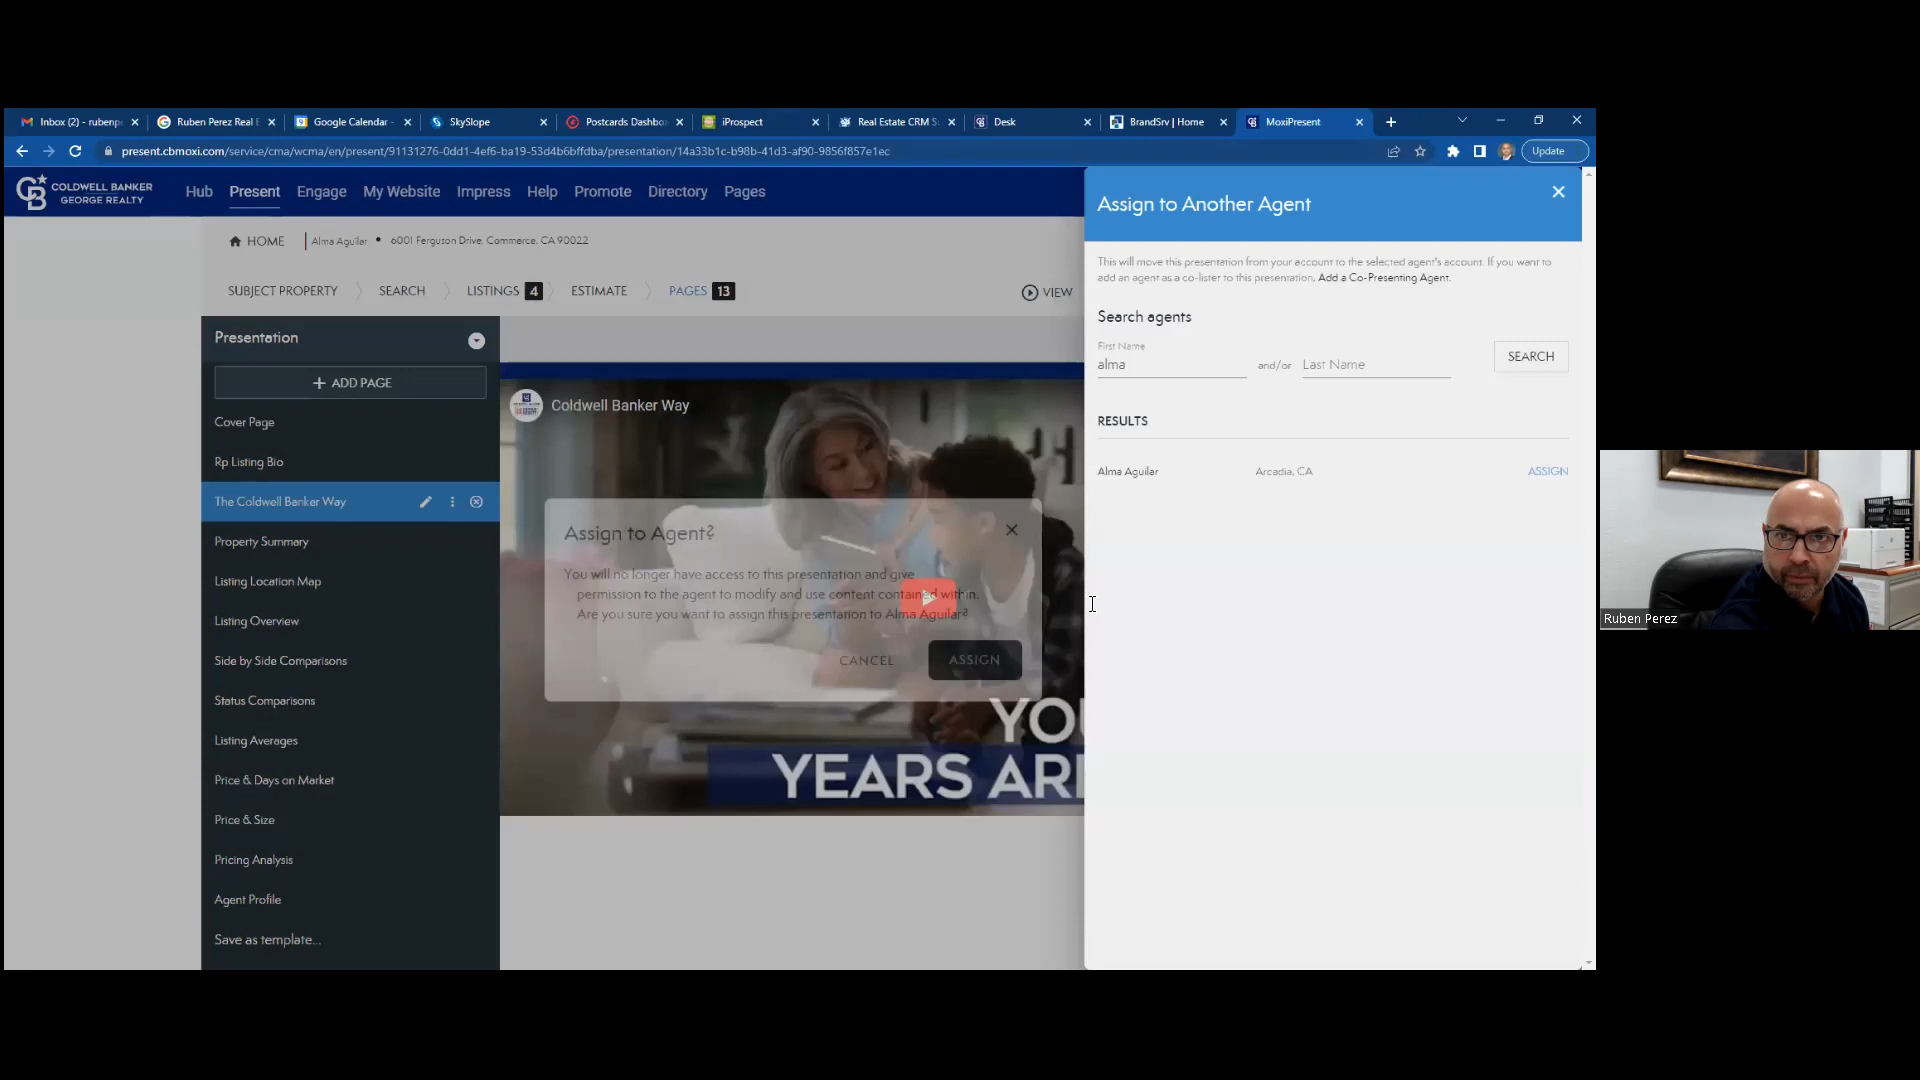 Inbox (2) - rubenp
Ruben Perez Real E
Google Calendar -
SkySlope
Postcards Dashbo
iProspect
Real Estate CRM S
Desk
BrandSrv | Home
MoxiPresent
present.cbmoxi.com/service/cma/wcma/en/present/91131276-0dd1-4ef6-ba19-53d4b6bffdba/presentation/14a33b1c-b98b-41d3-af90-9856f857e1ec
Update
COLDWELL BANKER
GEORGE REALTY
Hub
Present
Engage
My Website
Impress
Help
Promote
Directory
Pages
HOME
Alma Aguilar • 6001 Ferguson Drive, Commerce, CA 90022
SUBJECT PROPERTY
SEARCH
LISTINGS 4
ESTIMATE
PAGES 13
VIEW
Presentation
+ ADD PAGE
Cover Page
Rp Listing Bio
The Coldwell Banker Way
Property Summary
Listing Location Map
Listing Overview
Side by Side Comparisons
Status Comparisons
Listing Averages
Price & Days on Market
Price & Size
Pricing Analysis
Agent Profile
Save as template...
Coldwell Banker Way
Assign to Agent?
You will no longer have access to this presentation and give
permission to the agent to modify and use content contained within.
Are you sure you want to assign this presentation to Alma Aguilar?
CANCEL
ASSIGN
YOU
YEARS ARE
Assign to Another Agent
This will move this presentation from your account to the selected agent's account. If you want to
add an agent as a co-lister to this presentation, Add a Co-Presenting Agent.
Search agents
First Name
alma
and/or
Last Name
SEARCH
RESULTS
Alma Aguilar
Arcadia, CA
ASSIGN
Ruben Perez